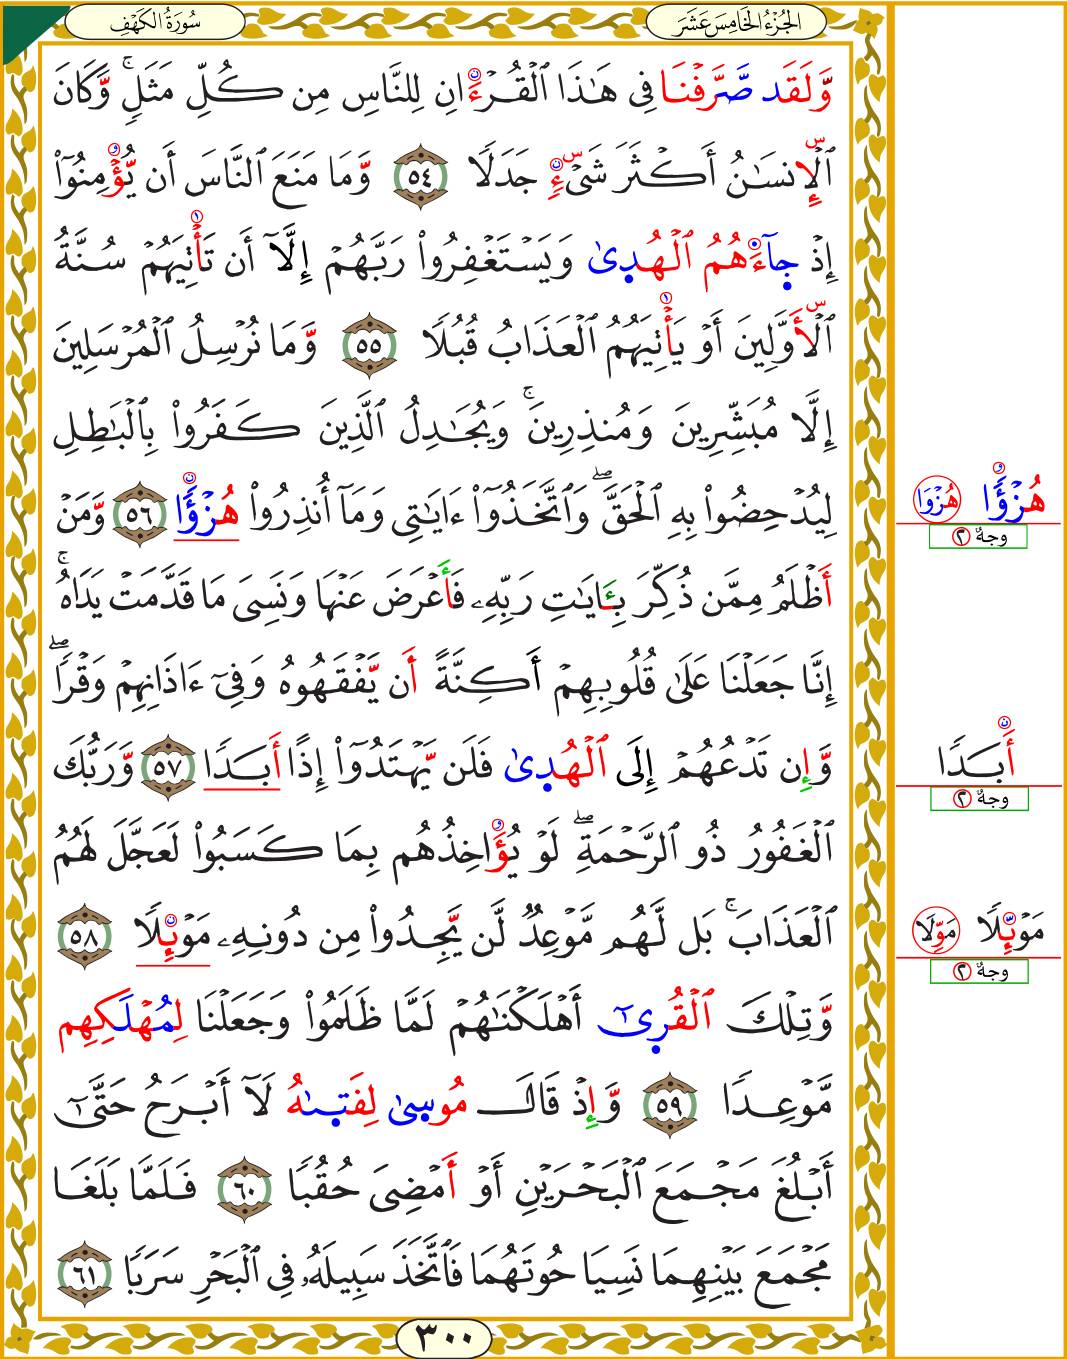 الجُزْءُ الخَامِسَ عَشَرَ
سُورَةُ الكَهْفِ
وَّلَقَد صَّرَّفْنَا فِي هَٰذَا ٱلْقُرْءَانِ لِلنَّاسِ مِن كُلِّ مَثَلٍۢ ۚ وَّكَانَ
ٱلْإِنسَٰنُ أَكْثَرَ شَيْءٍۢ جَدَلًا ٥٤ وَّمَا مَنَعَ ٱلنَّاسَ أَن يُّؤْمِنُوٓا۟
إِذْ جَآءَهُمُ ٱلْهُدَىٰ وَيَسْتَغْفِرُوا۟ رَبَّهُمْ إِلَّآ أَن تَأْتِيَهُمْ سُنَّةُ
ٱلْأَوَّلِينَ أَوْ يَأْتِيَهُمُ ٱلْعَذَابُ قُبُلًا ٥٥ وَّمَا نُرْسِلُ ٱلْمُرْسَلِينَ
إِلَّا مُبَشِّرِينَ وَمُنذِرِينَ ۚ وَيُجَٰدِلُ ٱلَّذِينَ كَفَرُوا۟ بِٱلْبَٰطِلِ
لِيُدْحِضُوا۟ بِهِ ٱلْحَقَّ ۖ وَٱتَّخَذُوٓا۟ ءَايَٰتِي وَمَآ أُنذِرُوا۟ هُزْؤًا ٥٦ وَّمَنْ
هُزْؤًا هُزْوَا
وجهٌ ٢
أَظْلَمُ مِمَّن ذُكِّرَ بِـَٔايَٰتِ رَبِّهِۦ فَأَعْرَضَ عَنْهَا وَنَسِيَ مَا قَدَّمَتْ يَدَاهُ ۚ
إِنَّا جَعَلْنَا عَلَىٰ قُلُوبِهِمْ أَكِنَّةً أَن يَّفْقَهُوهُ وَفِيٓ ءَاذَانِهِمْ وَقْرًا ۖ
وَّإِن تَدْعُهُمْ إِلَى ٱلْهُدَىٰ فَلَن يَّهْتَدُوٓا۟ إِذًا أَبَدًا ٥٧ وَّرَبُّكَ
أَبَدًا
وجهٌ ٢
ٱلْغَفُورُ ذُو ٱلرَّحْمَةِ ۖ لَوْ يُؤَاخِذُهُم بِمَا كَسَبُوا۟ لَعَجَّلَ لَهُمُ
ٱلْعَذَابَ ۚ بَل لَّهُم مَّوْعِدٌ لَّن يَّجِدُوا۟ مِن دُونِهِۦ مَوْئِلًا ٥٨
مَوْئِلًا مَوِّلَا
وجهٌ ٢
وَّتِلْكَ ٱلْقُرَىٰٓ أَهْلَكْنَٰهُمْ لَمَّا ظَلَمُوا۟ وَجَعَلْنَا لِمُهْلَكِهِم
مَّوْعِدًا ٥٩ وَّإِذْ قَالَ مُوسَىٰ لِفَتَىٰهُ لَآ أَبْرَحُ حَتَّىٰٓ
أَبْلُغَ مَجْمَعَ ٱلْبَحْرَيْنِ أَوْ أَمْضِيَ حُقُبًا ٦٠ فَلَمَّا بَلَغَا
مَجْمَعَ بَيْنِهِمَا نَسِيَا حُوتَهُمَا فَٱتَّخَذَ سَبِيلَهُۥ فِي ٱلْبَحْرِ سَرَبًا ٦١
٣٠٠